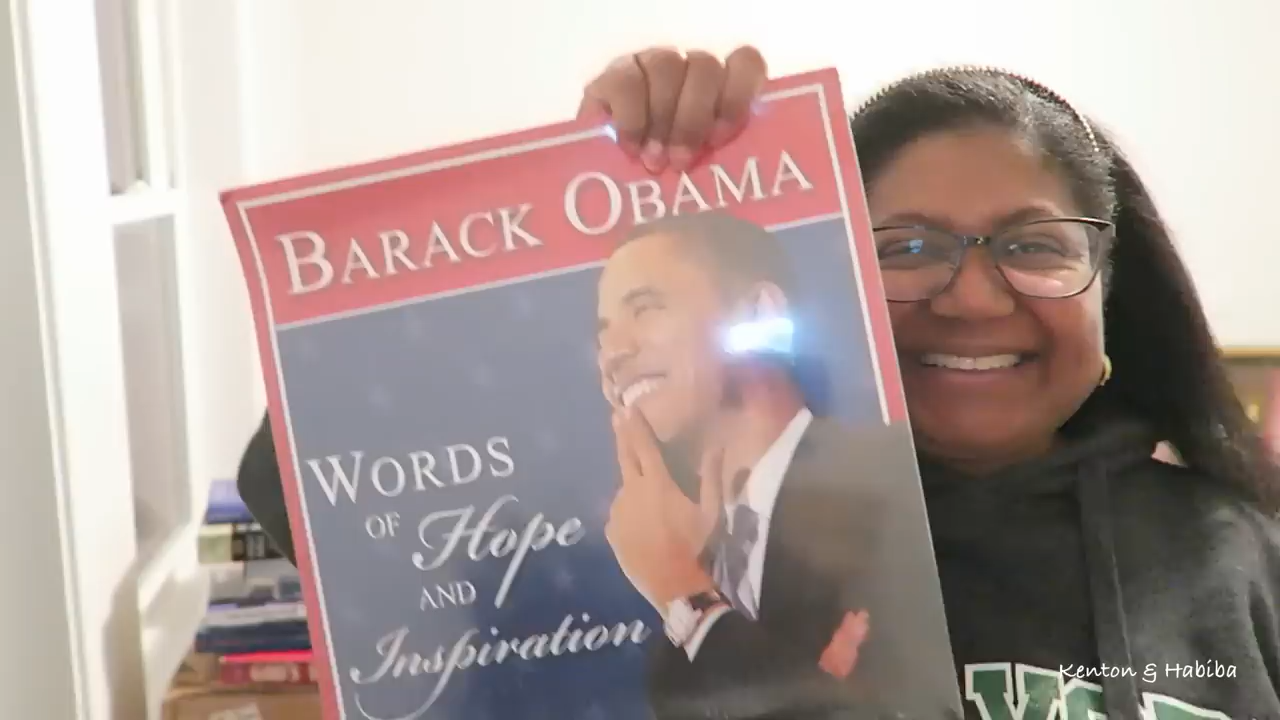 BARACK OBAMA
WORDS
OF Hope
AND
Inspiration
Kenton & Habiba